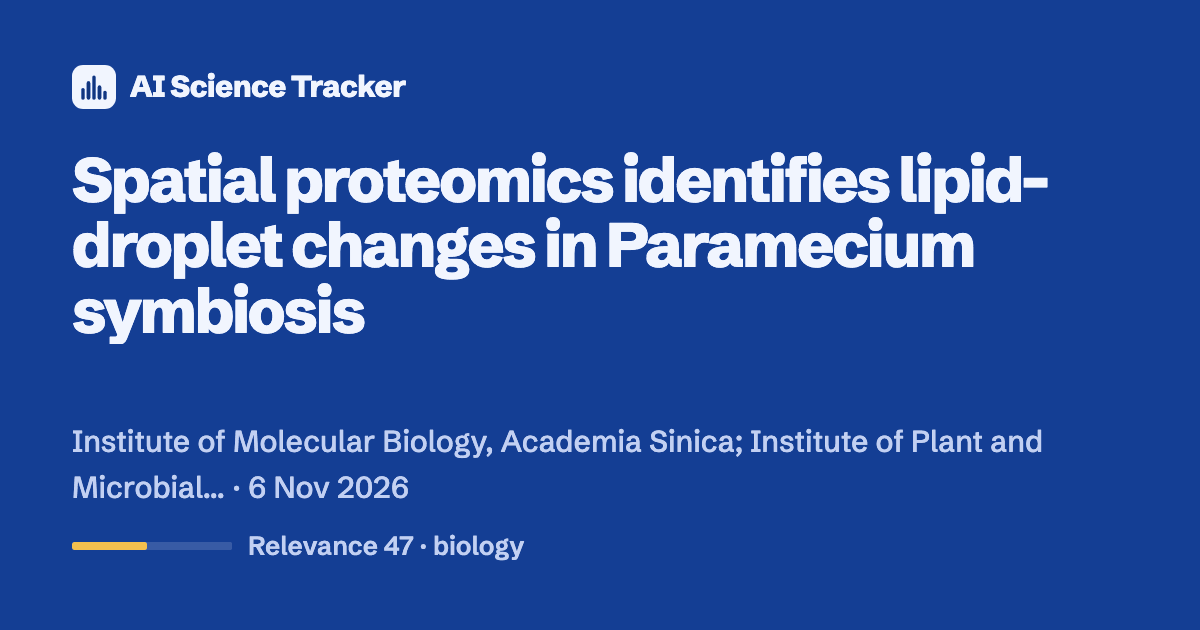 AI Science Tracker
Spatial proteomics identifies lipid-
droplet changes in Paramecium
symbiosis
Institute of Molecular Biology, Academia Sinica; Institute of Plant and
Microbial... · 6 Nov 2026
Relevance 47 · biology